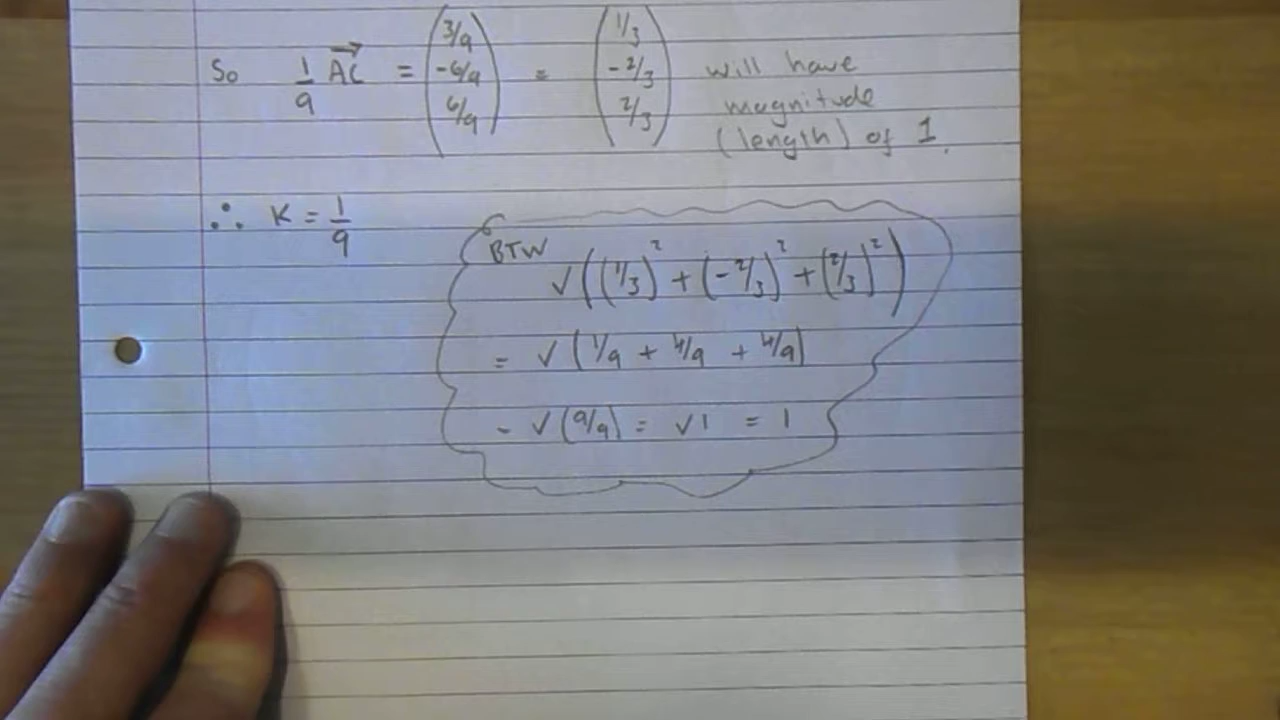 So 1/9 AC→ = (3/9 -6/9 6/9) = (1/3 -2/3 2/3) will have
magnitude
(length) of 1.
∴ K = 1/9
BTW
√((1/3)² + (-2/3)² + (2/3)²)
= √(1/9 + 4/9 + 4/9)
= √(9/9) = √1 = 1